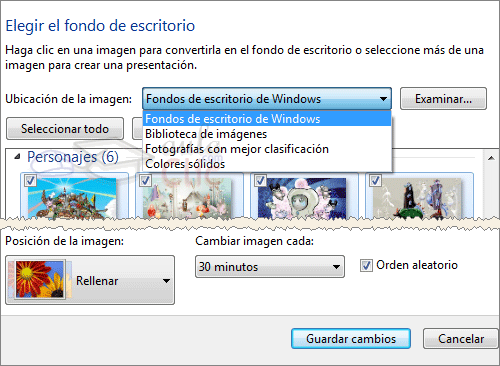 Elegir el fondo de escritorio
Haga clic en una imagen para convertirla en el fondo de escritorio o seleccione más de una
imagen para crear una presentación.
Ubicación de la imagen: Fondos de escritorio de Windows Examinar...
Fondos de escritorio de Windows
Seleccionar todo
Biblioteca de imágenes
Fotografías con mejor clasificación
Personajes (6)
Colores sólidos
Posición de la imagen: Cambiar imagen cada:
Rellenar 30 minutos Orden aleatorio
Guardar cambios Cancelar